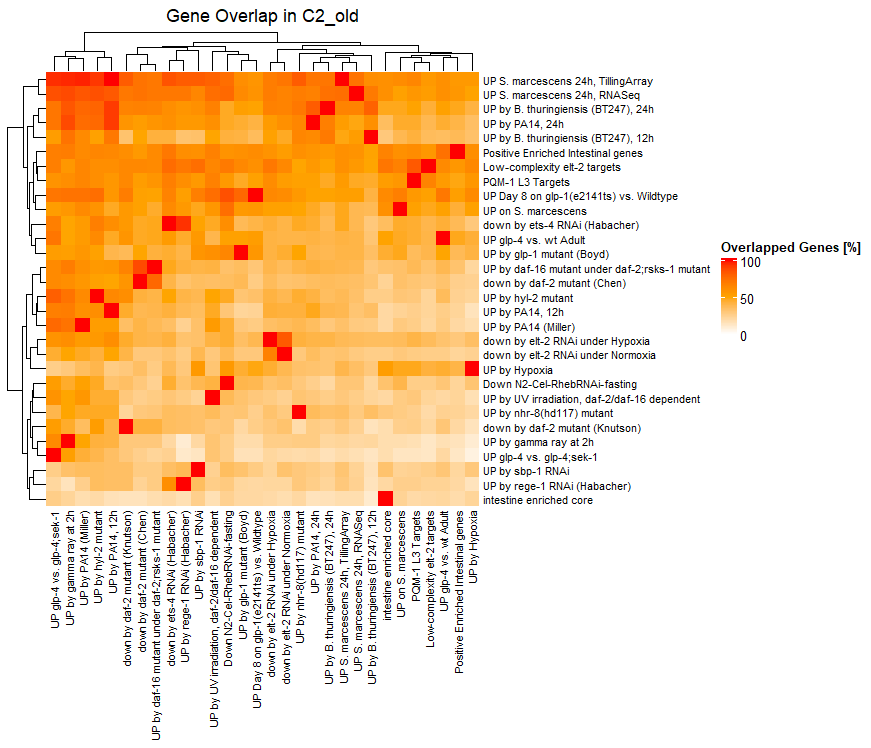 Gene Overlap in C2_old
UP S. marcescens 24h, TillingArray
UP S. marcescens 24h, RNASeq
UP by B. thuringiensis (BT247), 24h
UP by PA14, 24h
UP by B. thuringiensis (BT247), 12h
Positive Enriched Intestinal genes
Low-complexity elt-2 targets
PQM-1 L3 Targets
UP Day 8 on glp-1(e2141ts) vs. Wildtype
UP on S. marcescens
down by ets-4 RNAi (Habacher)
UP glp-4 vs. wt Adult
UP by glp-1 mutant (Boyd)
UP by daf-16 mutant under daf-2;rsks-1 mutant
down by daf-2 mutant (Chen)
UP by hyl-2 mutant
UP by PA14, 12h
UP by PA14 (Miller)
down by elt-2 RNAi under Hypoxia
down by elt-2 RNAi under Normoxia
UP by Hypoxia
Down N2-Cel-RhebRNAi-fasting
UP by UV irradiation, daf-2/daf-16 dependent
UP by nhr-8(hd117) mutant
down by daf-2 mutant (Knutson)
UP by gamma ray at 2h
UP glp-4 vs. glp-4;sek-1
UP by sbp-1 RNAi
UP by rege-1 RNAi (Habacher)
intestine enriched core
Overlapped Genes [%]
100
50
0
UP glp-4 vs. glp-4;sek-1
UP by gamma ray at 2h
UP by PA14 (Miller)
UP by hyl-2 mutant
UP by PA14, 12h
down by daf-2 mutant (Knutson)
down by daf-2 mutant (Chen)
UP by daf-16 mutant under daf-2;rsks-1 mutant
down by ets-4 RNAi (Habacher)
UP by rege-1 RNAi (Habacher)
UP by sbp-1 RNAi
UP by UV irradiation, daf-2/daf-16 dependent
Down N2-Cel-RhebRNAi-fasting
UP by glp-1 mutant (Boyd)
UP Day 8 on glp-1(e2141ts) vs. Wildtype
down by elt-2 RNAi under Hypoxia
down by elt-2 RNAi under Normoxia
UP by nhr-8(hd117) mutant
UP by PA14, 24h
UP by B. thuringiensis (BT247), 24h
UP S. marcescens 24h, TillingArray
UP S. marcescens 24h, RNASeq
UP by B. thuringiensis (BT247), 12h
intestine enriched core
UP on S. marcescens
PQM-1 L3 Targets
Low-complexity elt-2 targets
UP glp-4 vs. wt Adult
Positive Enriched Intestinal genes
UP by Hypoxia